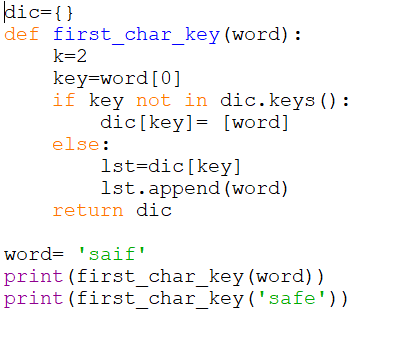 dic={}
def first_char_key(word):
    k=2
    key=word[0]
    if key not in dic.keys():
        dic[key]= [word]
    else:
        lst=dic[key]
        lst.append(word)
    return dic

word= 'saif'
print(first_char_key(word))
print(first_char_key('safe'))